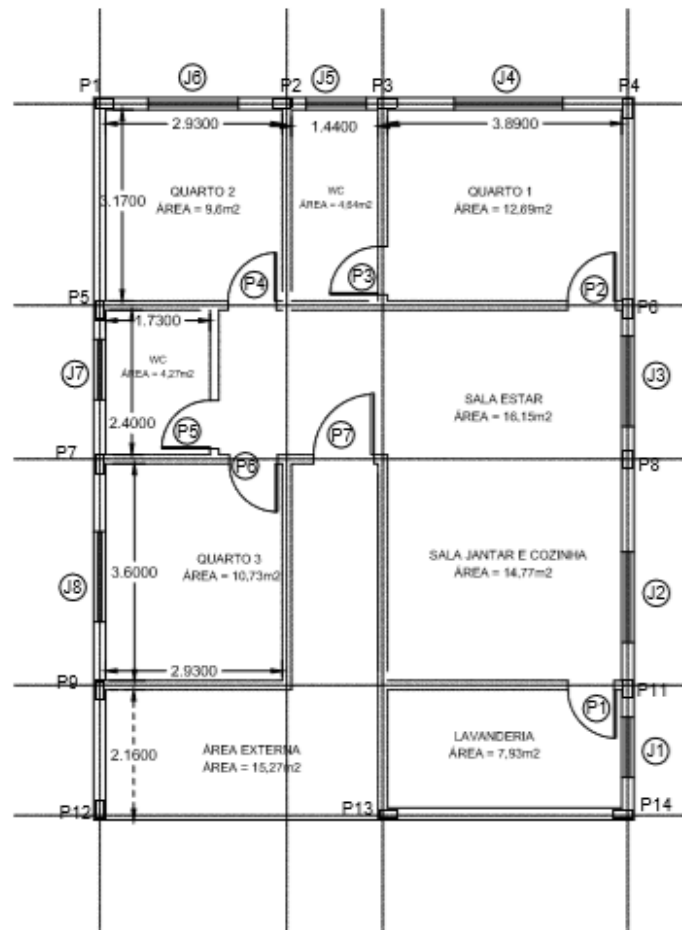 P1 J6 P2 J5 P3 J4 P4
2.9300 1.4400 3.8900
3.1700
QUARTO 2
ÁREA = 9,6m2
WC
ÁREA = 4,64m2
QUARTO 1
ÁREA = 12,69m2
P4 P3 P2
P5 P6
1.7300
J7
WC
ÁREA = 4,27m2
J3
SALA ESTAR
ÁREA = 16,15m2
2.4000
P5 P7
P7 P6 P8
3.6000
QUARTO 3
ÁREA = 10,73m2
SALA JANTAR E COZINHA
ÁREA = 14,77m2
J8 J2
2.9300
P9 P11
P1
2.1600
ÁREA EXTERNA
ÁREA = 15,27m2
LAVANDERIA
ÁREA = 7,93m2
J1
P12 P13 P14